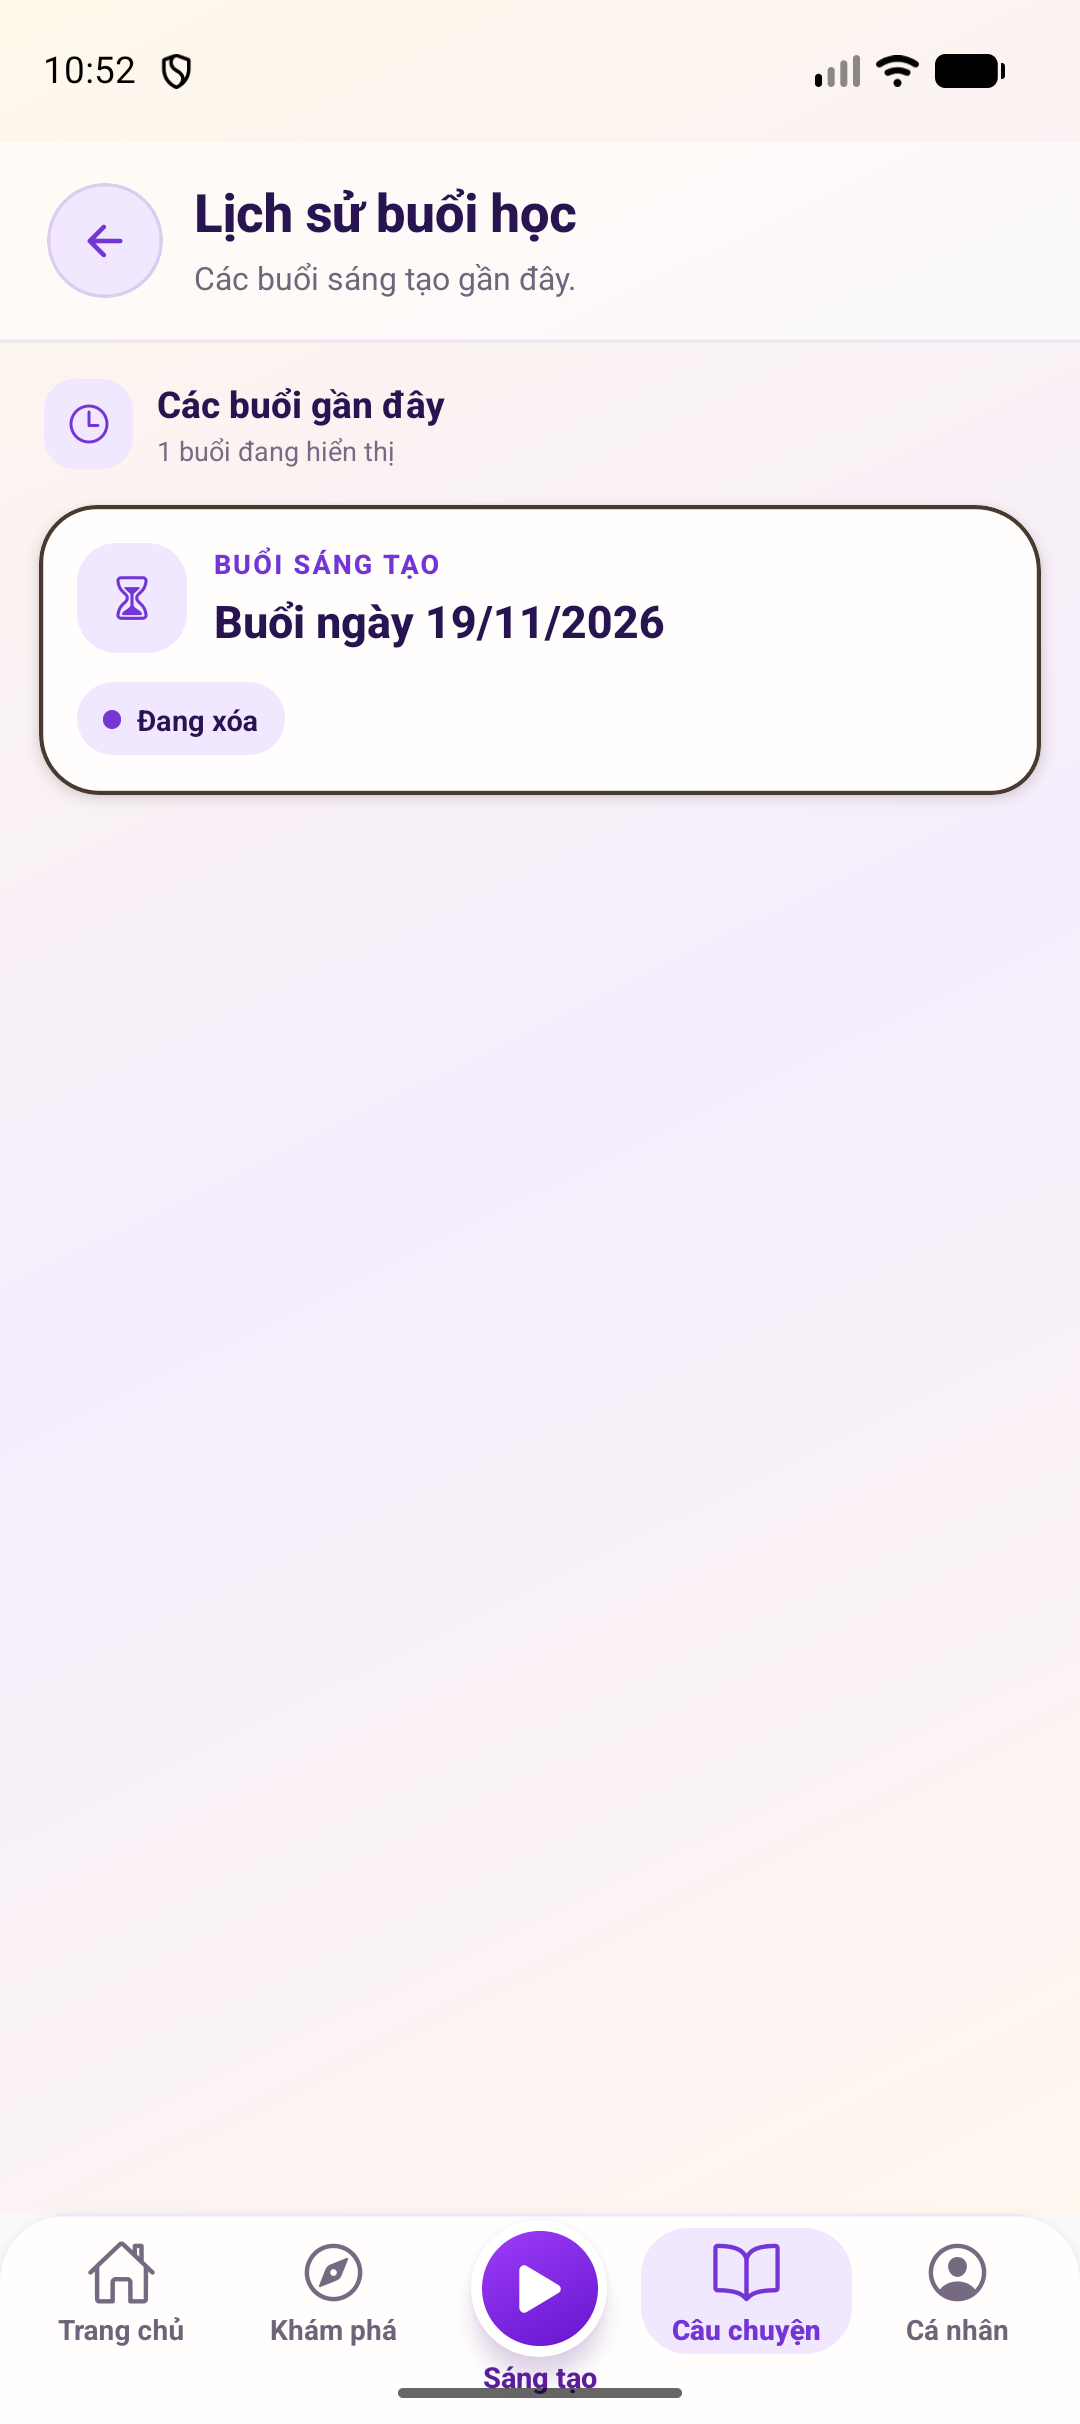 10:52
Lịch sử buổi học
Các buổi sáng tạo gần đây.
Các buổi gần đây
1 buổi đang hiển thị
BUỔI SÁNG TẠO
Buổi ngày 19/11/2026
Đang xóa
Trang chủ
Khám phá
Sáng tạo
Câu chuyện
Cá nhân